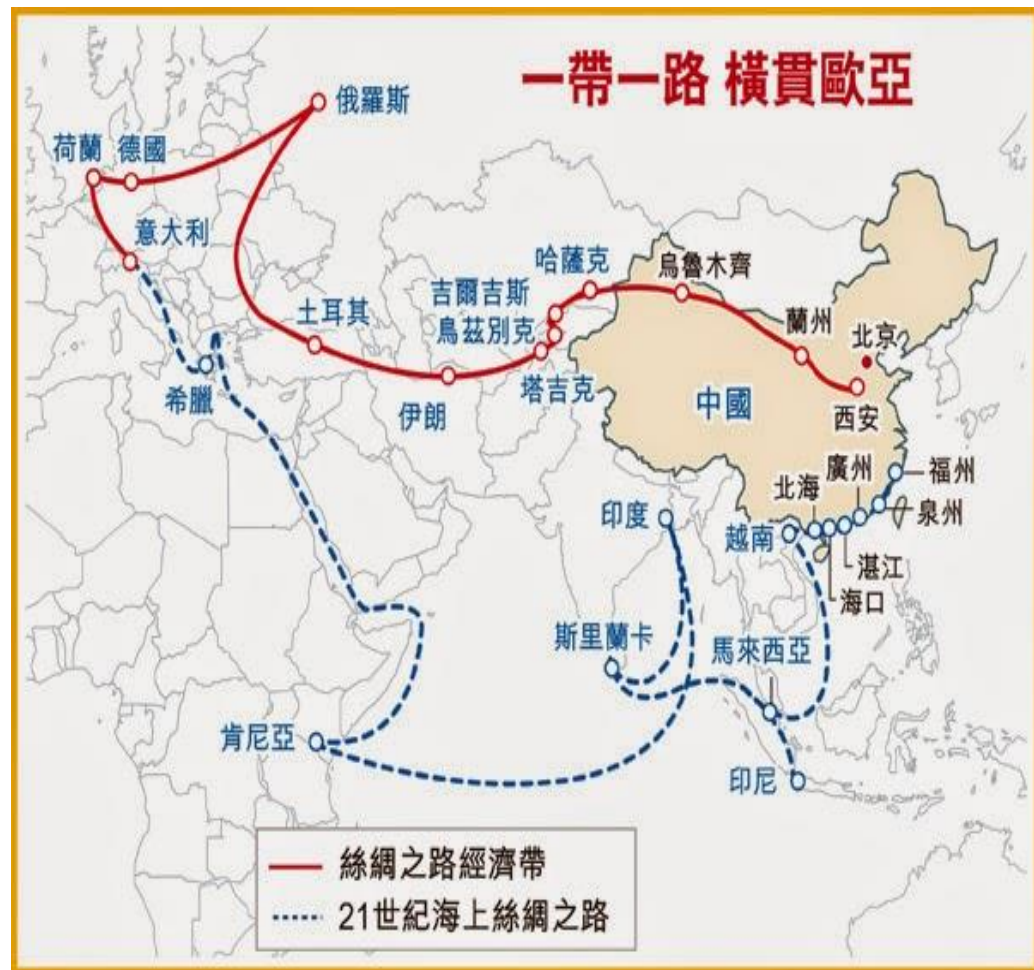 一帶一路 橫貫歐亞
俄羅斯
荷蘭 德國
意大利
哈薩克
烏魯木齊
吉爾吉斯
烏茲別克
土耳其
蘭州
北京
塔吉克
希臘
伊朗
中國
西安
廣州
福州
北海
泉州
印度
越南
湛江
海口
斯里蘭卡
馬來西亞
肯尼亞
印尼
絲綢之路經濟帶
21世紀海上絲綢之路